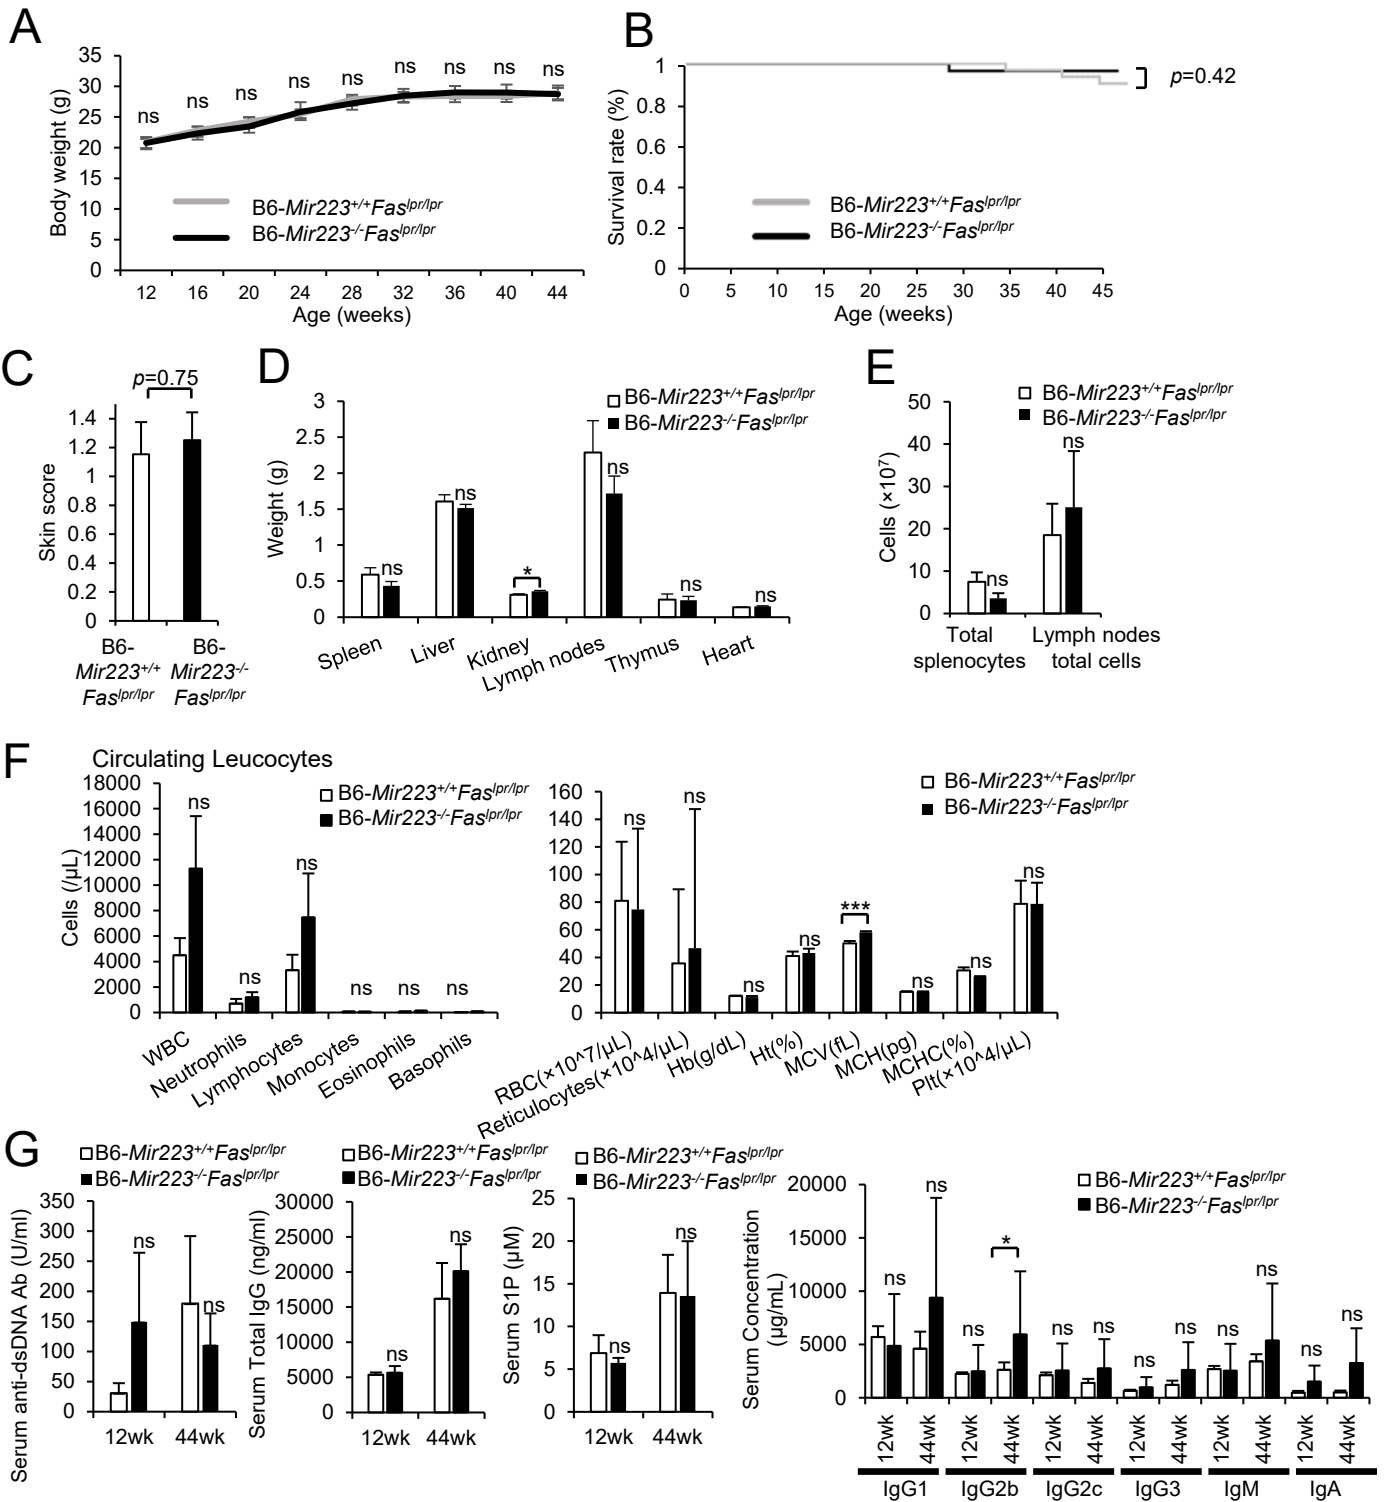 A
35
30
25
20
15
10
5
0
Body weight (g)
ns ns ns ns ns ns ns ns ns
B6-Mir223+/+Faslpr/lpr
B6-Mir223-/-Faslpr/lpr
12 16 20 24 28 32 36 40 44
Age (weeks)
B
1
0.8
0.6
0.4
0.2
0
Survival rate (%)
p=0.42
B6-Mir223+/+Faslpr/lpr
B6-Mir223-/-Faslpr/lpr
0 5 10 15 20 25 30 35 40 45
Age (weeks)
C
p=0.75
1.4
1.2
1
0.8
0.6
0.4
0.2
0
Skin score
B6-
Mir223+/+
Faslpr/lpr
B6-
Mir223-/-
Faslpr/lpr
D
B6-Mir223+/+Faslpr/lpr
B6-Mir223-/-Faslpr/lpr
3
2.5
2
1.5
1
0.5
0
Weight (g)
ns ns * ns ns ns
Spleen Liver Kidney Lymph nodes Thymus Heart
E
B6-Mir223+/+Faslpr/lpr
B6-Mir223-/-Faslpr/lpr
50
40
30
20
10
0
Cells (×107)
ns ns
Total
splenocytes
Lymph nodes
total cells
F
Circulating Leucocytes
B6-Mir223+/+Faslpr/lpr
B6-Mir223-/-Faslpr/lpr
18000
16000
14000
12000
10000
8000
6000
4000
2000
0
Cells (/µL)
ns ns ns ns ns ns
WBC Neutrophils Lymphocytes Monocytes Eosinophils Basophils
B6-Mir223+/+Faslpr/lpr
B6-Mir223-/-Faslpr/lpr
160
140
120
100
80
60
40
20
0
ns ns ns ns *** ns ns ns
RBC(×10^7/µL) Reticulocytes(×10^4/µL) Hb(g/dL) Ht(%) MCV(fL) MCH(pg) MCHC(%) Plt(×10^4/µL)
G
B6-Mir223+/+Faslpr/lpr
B6-Mir223-/-Faslpr/lpr
350
300
250
200
150
100
50
0
Serum anti-dsDNA Ab (U/ml)
ns ns
12wk 44wk
B6-Mir223+/+Faslpr/lpr
B6-Mir223-/-Faslpr/lpr
30000
25000
20000
15000
10000
5000
0
Serum Total IgG (ng/ml)
ns ns
12wk 44wk
B6-Mir223+/+Faslpr/lpr
B6-Mir223-/-Faslpr/lpr
25
20
15
10
5
0
Serum S1P (µM)
ns ns
12wk 44wk
B6-Mir223+/+Faslpr/lpr
B6-Mir223-/-Faslpr/lpr
20000
15000
10000
5000
0
Serum Concentration
(µg/mL)
ns ns ns * ns ns ns ns ns ns ns ns
12wk 44wk 12wk 44wk 12wk 44wk 12wk 44wk 12wk 44wk 12wk 44wk
IgG1 IgG2b IgG2c IgG3 IgM IgA